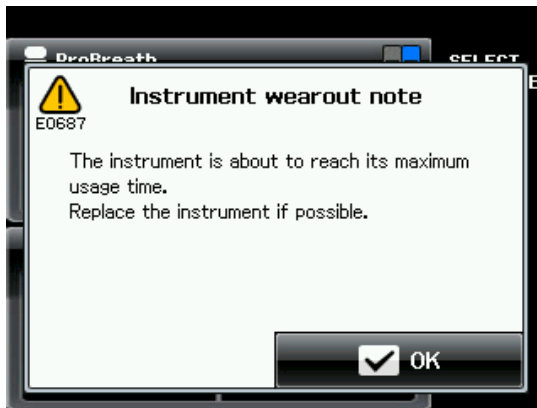 ProBreath
SELECT
E
Instrument wearout note
E0687
The instrument is about to reach its maximum
usage time.
Replace the instrument if possible.
OK